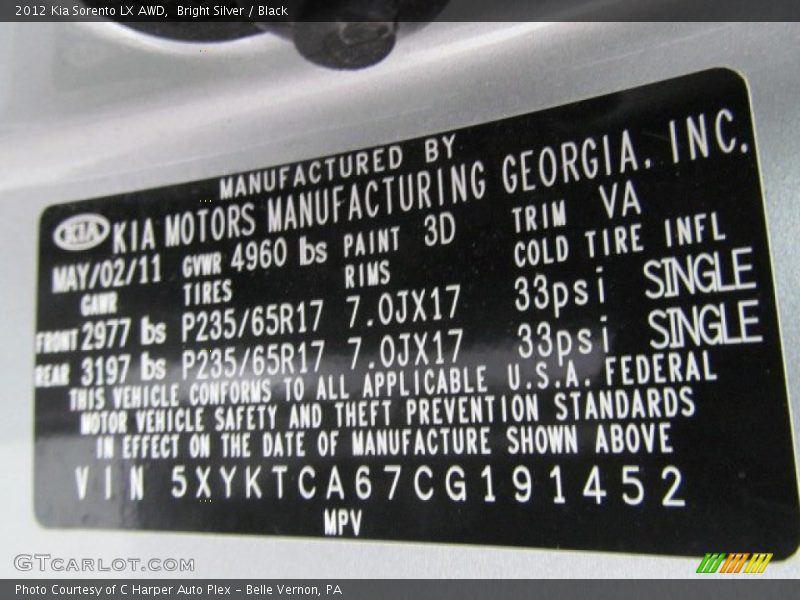 2012 Kia Sorento LX AWD,  Bright Silver / Black
MANUFACTURED BY
KIA KIA MOTORS MANUFACTURING GEORGIA, INC.
MAY/02/11 GVWR 4960 lbs PAINT 3D TRIM VA
GAWR TIRES RIMS COLD TIRE INFL
FRONT 2977 lbs P235/65R17 7.0JX17 33psi SINGLE
REAR 3197 lbs P235/65R17 7.0JX17 33psi SINGLE
THIS VEHICLE CONFORMS TO ALL APPLICABLE U.S.A. FEDERAL
MOTOR VEHICLE SAFETY AND THEFT PREVENTION STANDARDS
IN EFFECT ON THE DATE OF MANUFACTURE SHOWN ABOVE
VIN 5XYKTCA67CG191452
MPV
GTCARLOT.COM
Photo Courtesy of C Harper Auto Plex - Belle Vernon, PA